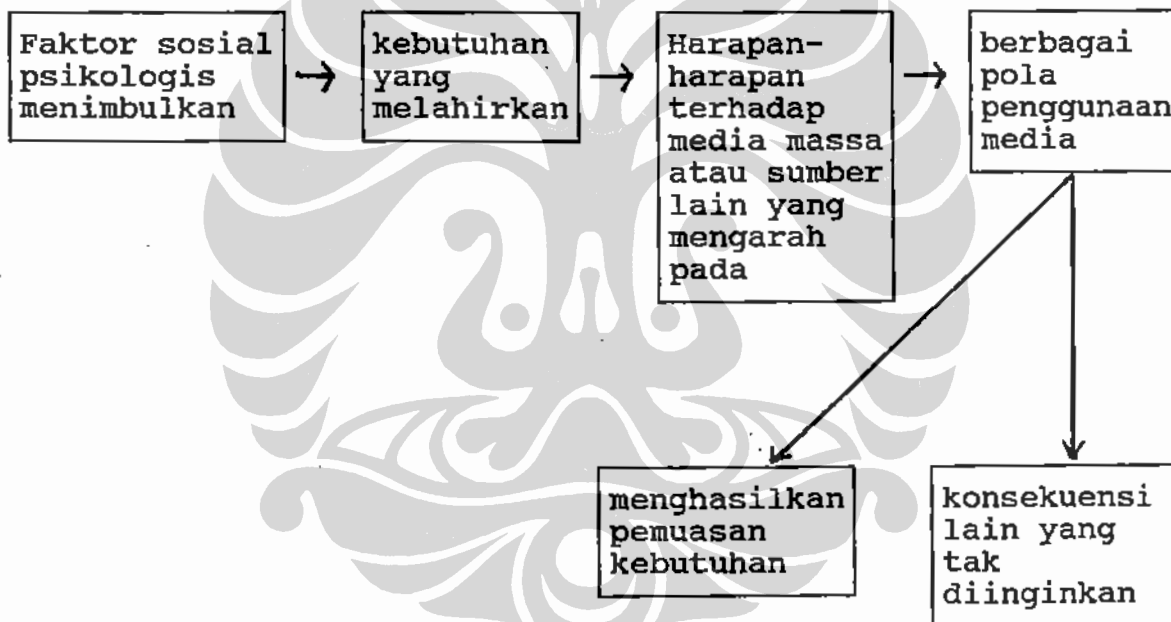 Faktor sosial
psikologis
menimbulkan
kebutuhan
yang
melahirkan
Harapan-
harapan
terhadap
media massa
atau sumber
lain yang
mengarah
pada
berbagai
pola
penggunaan
media
menghasilkan
pemuasan
kebutuhan
konsekuensi
lain yang
tak
diinginkan